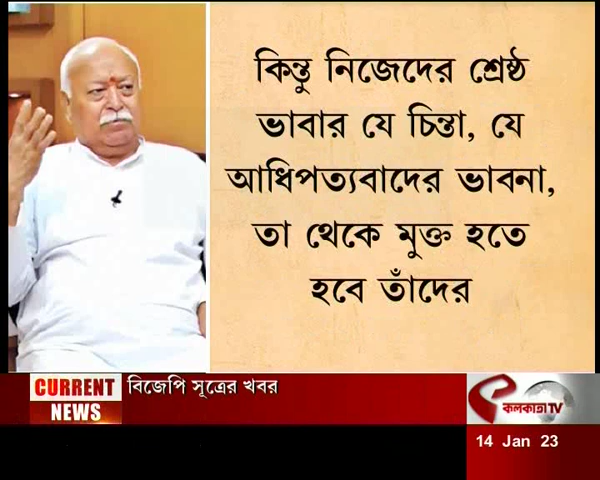 কিন্তু নিজেদের শ্রেষ্ঠ
ভাবার যে চিন্তা, যে
আধিপত্যবাদের ভাবনা,
তা থেকে মুক্ত হতে
হবে তাঁদের
CURRENT
NEWS
বিজেপি সূত্রের খবর
কলকাতা TV
14 Jan 23